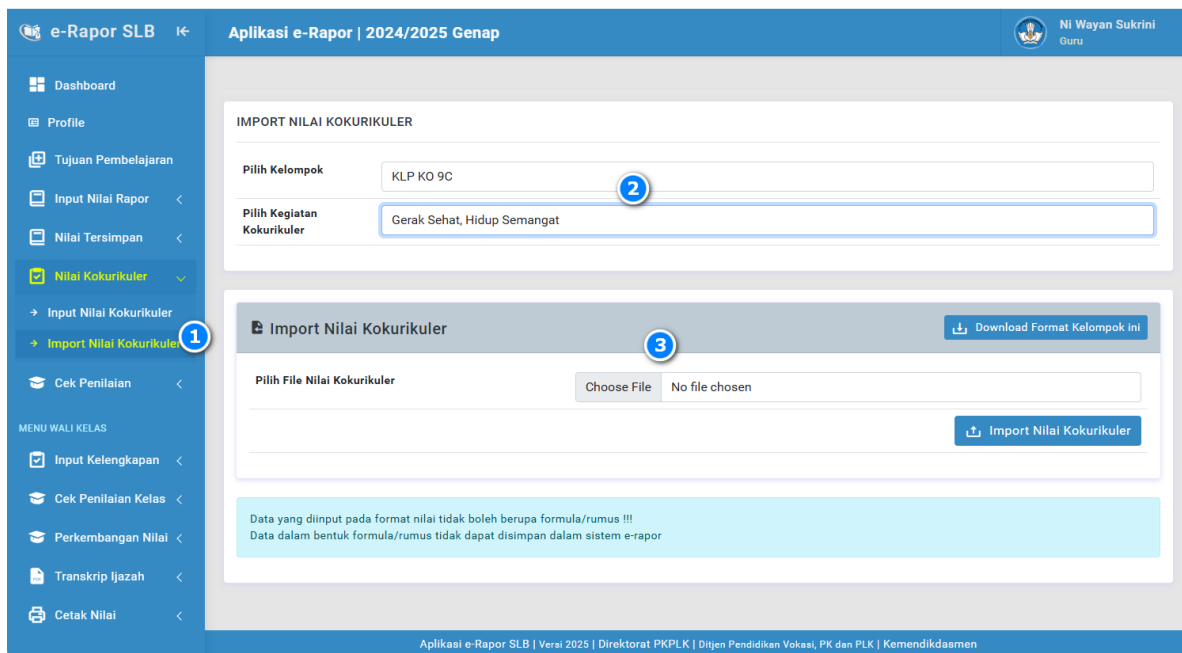 e-Rapor SLB
Aplikasi e-Rapor | 2024/2025 Genap
Ni Wayan Sukrini
Guru
Dashboard
Profile
Tujuan Pembelajaran
Input Nilai Rapor
Nilai Tersimpan
Nilai Kokurikuler
Input Nilai Kokurikuler
Import Nilai Kokurikuler
1
Cek Penilaian
MENU WALI KELAS
Input Kelengkapan
Cek Penilaian Kelas
Perkembangan Nilai
Transkrip Ijazah
Cetak Nilai
IMPORT NILAI KOKURIKULER
Pilih Kelompok
KLP KO 9C
2
Pilih Kegiatan
Kokurikuler
Gerak Sehat, Hidup Semangat
Import Nilai Kokurikuler
Download Format Kelompok ini
3
Pilih File Nilai Kokurikuler
Choose File No file chosen
Import Nilai Kokurikuler
Data yang diinput pada format nilai tidak boleh berupa formula/rumus !!!
Data dalam bentuk formula/rumus tidak dapat disimpan dalam sistem e-rapor
Aplikasi e-Rapor SLB | Versi 2025 | Direktorat PKPLK | Ditjen Pendidikan Vokasi, PK dan PLK | Kemendikdasmen